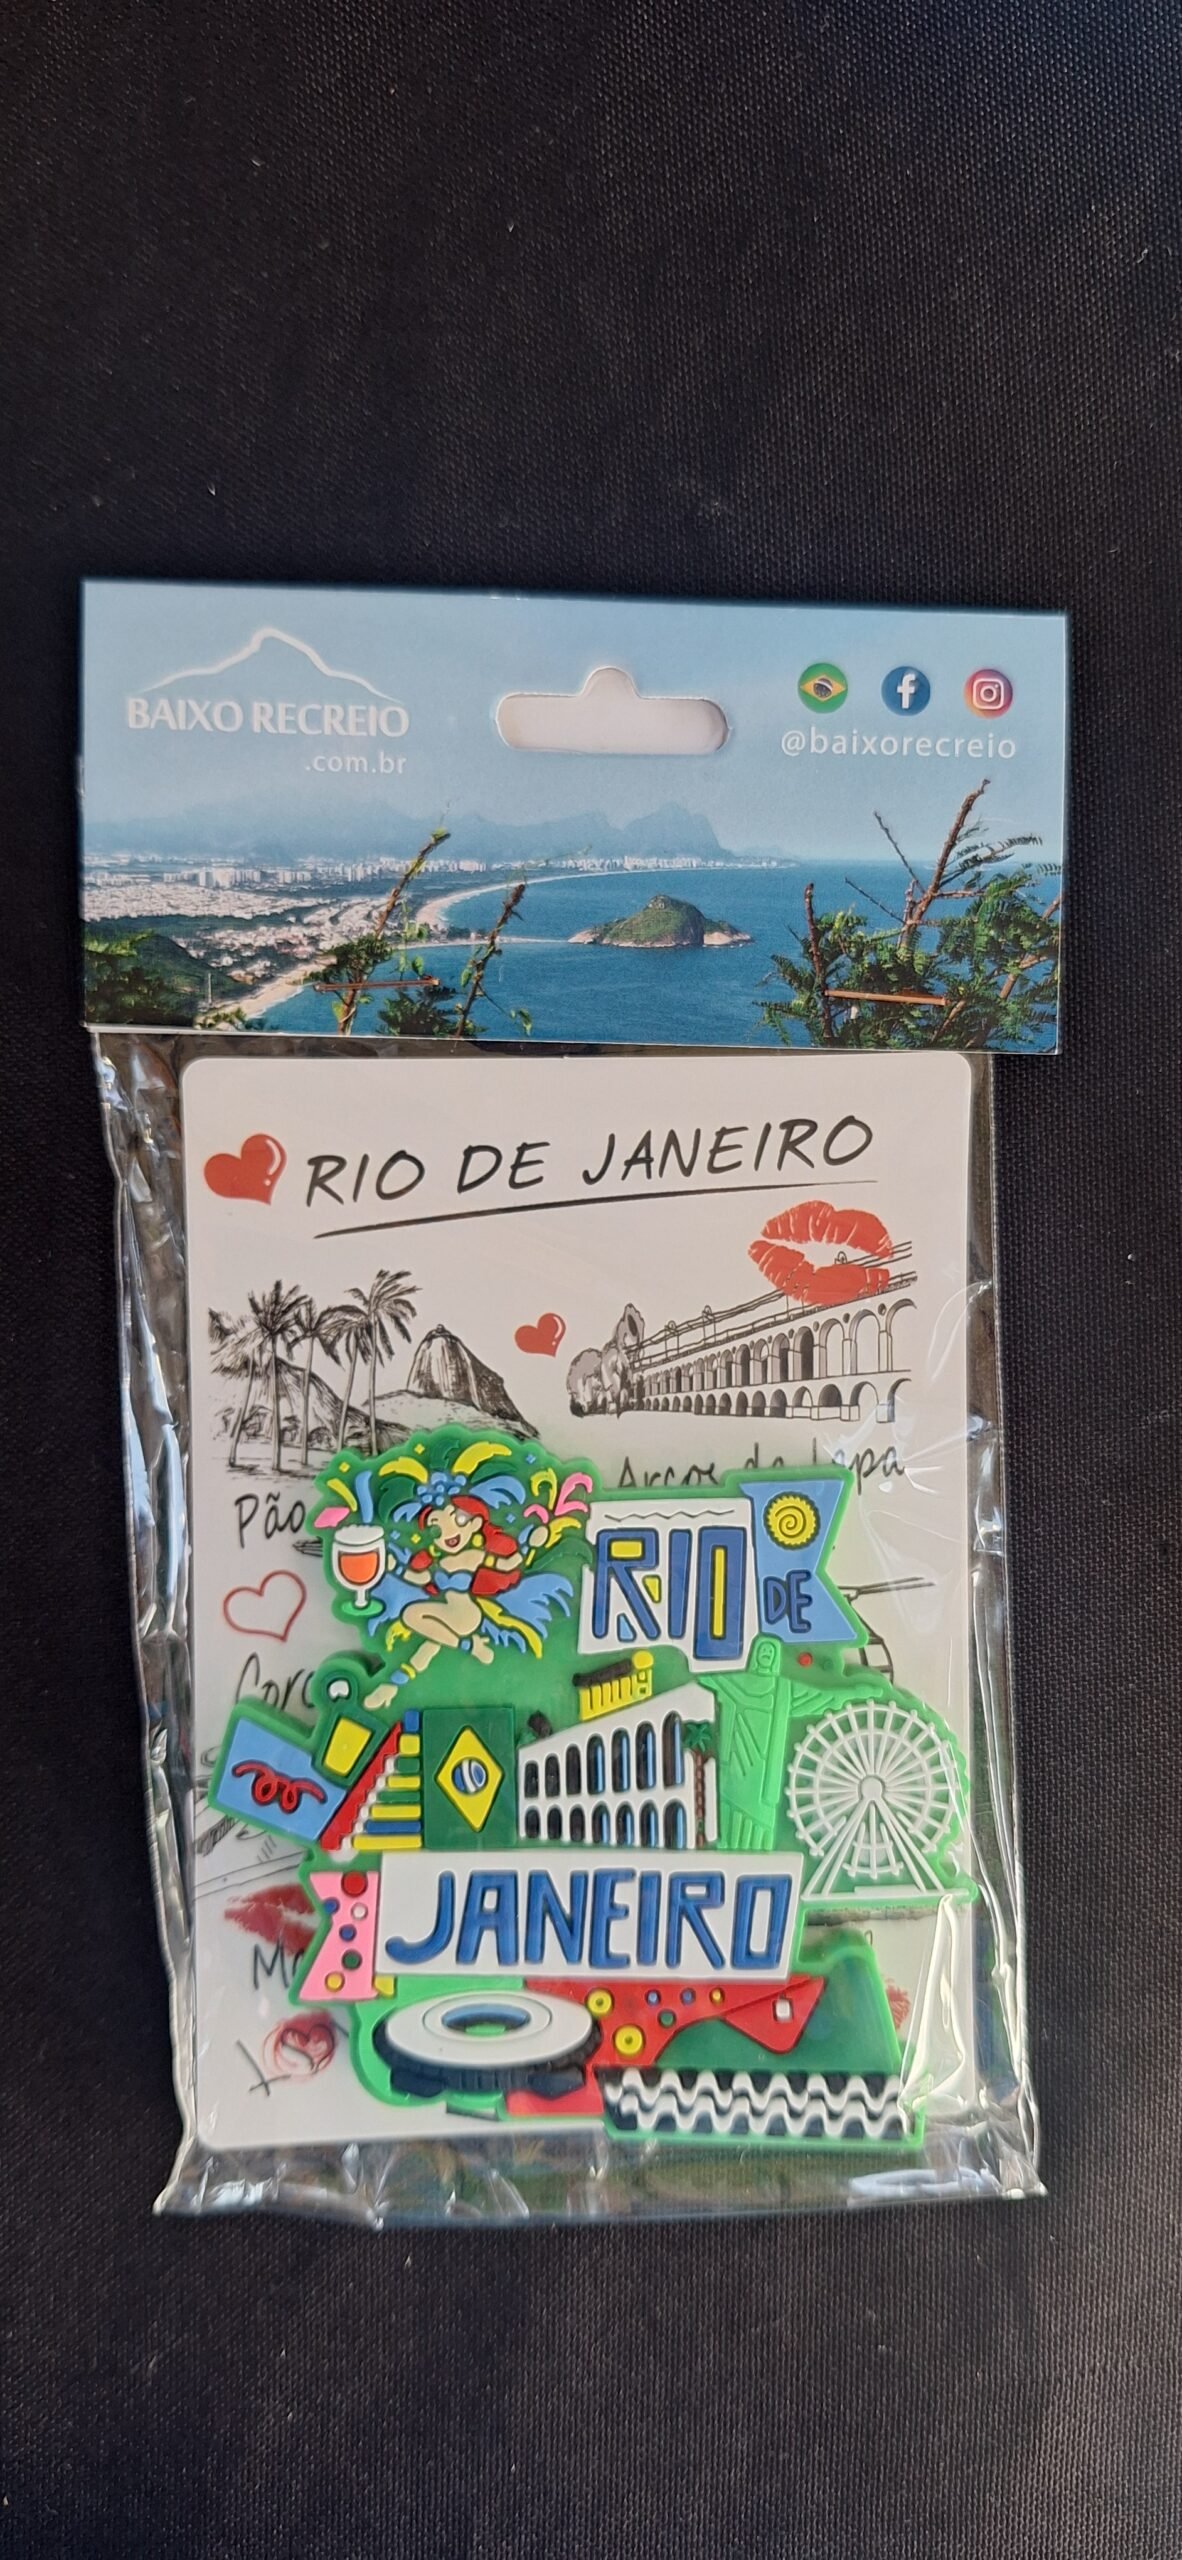 BAIXO RECREIO
.com.br
@baixorecreio
RIO DE JANEIRO
Arcos da Lapa
Pão
RIO
DE
JANEIRO